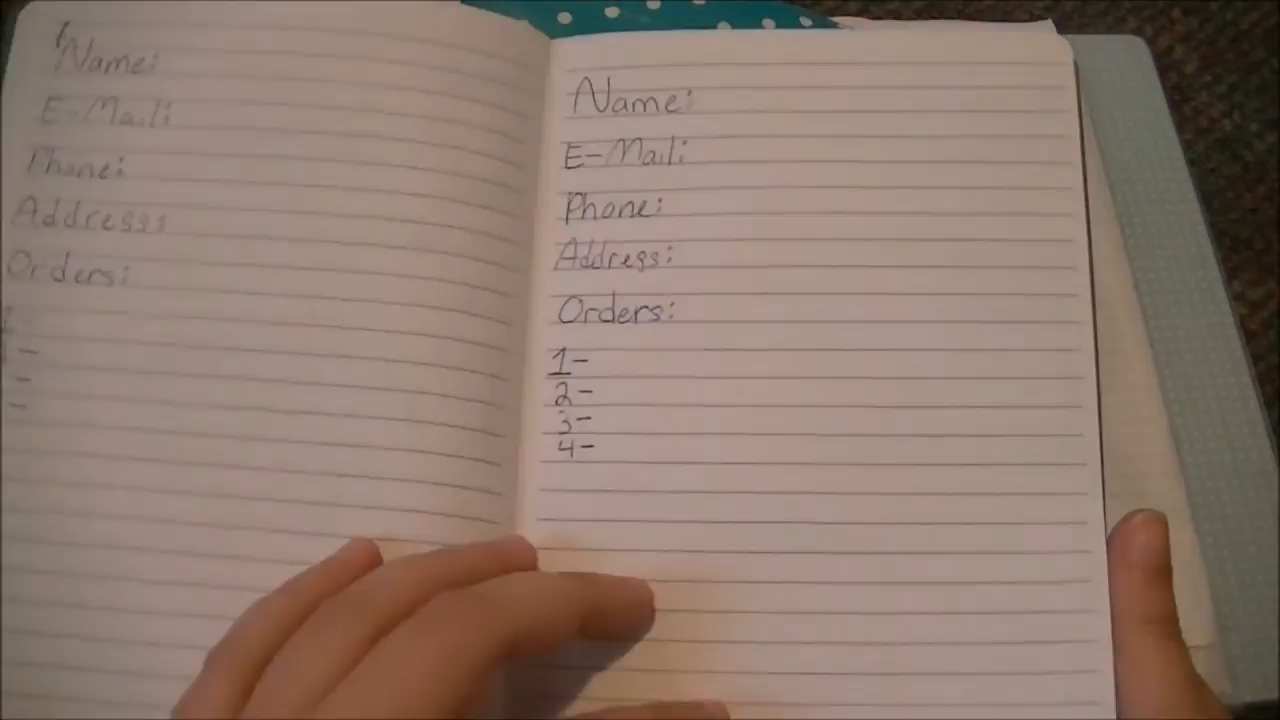 Name:
E-Mail:
Phone:
Address:
Orders:
Name:
E-Mail:
Phone:
Address:
Orders:
1-
2-
3-
4-